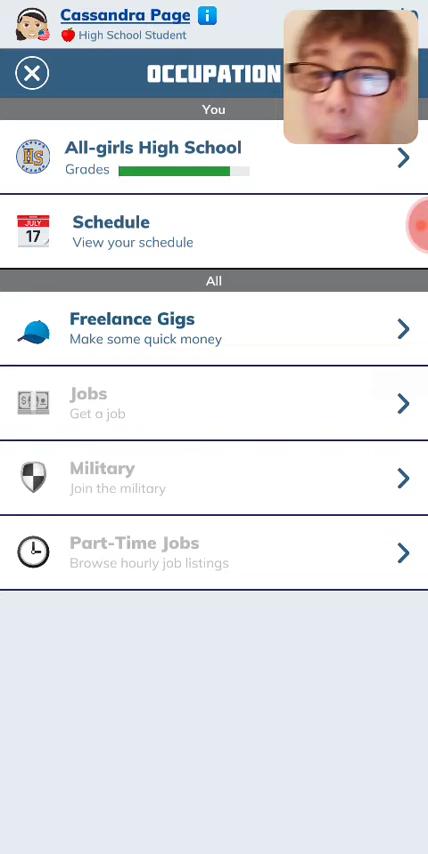 Cassandra Page
High School Student
OCCUPATION
You
HS
All-girls High School
Grades
JULY
17
Schedule
View your schedule
All
Freelance Gigs
Make some quick money
Jobs
Get a job
Military
Join the military
Part-Time Jobs
Browse hourly job listings